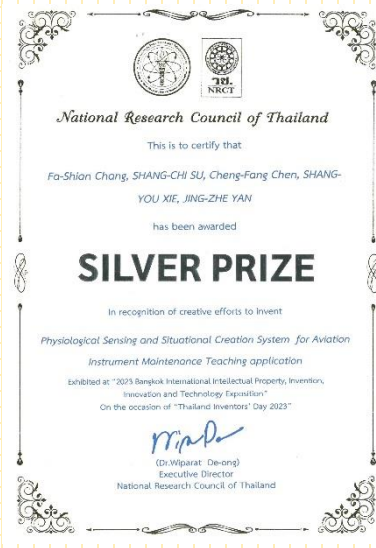 วช.
NRCT
National Research Council of Thailand
This is to certify that
Fa-Shian Chang, SHANG-CHI SU, Cheng-Fang Chen, SHANG-
YOU XIE, JING-ZHE YAN
has been awarded
SILVER PRIZE
In recognition of creative efforts to invent
Physiological Sensing and Situational Creation System for Aviation
Instrument Maintenance Teaching application
Exhibited at "2023 Bangkok International Intellectual Property, Invention,
Innovation and Technology Exposition"
On the occasion of "Thailand Inventors' Day 2023"
(Dr.Wiparat De-ong)
Executive Director
National Research Council of Thailand